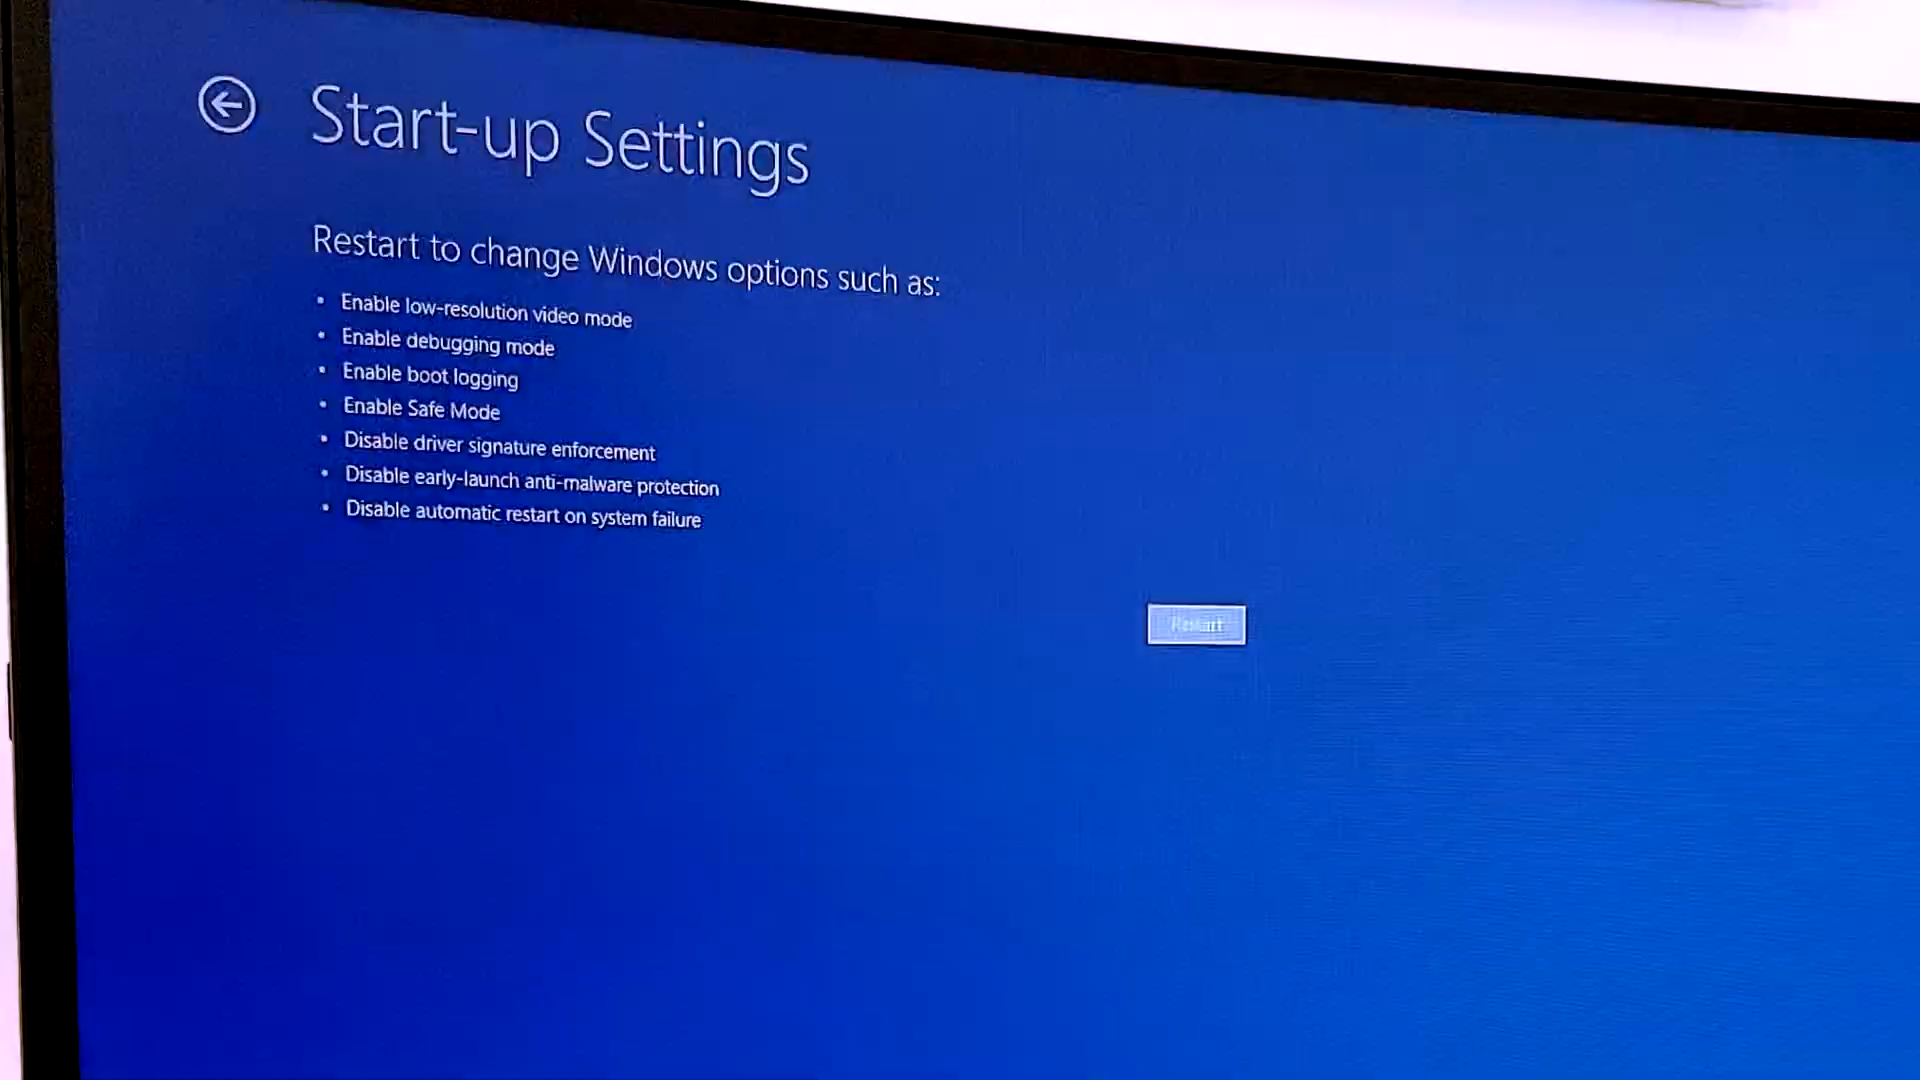 Start-up Settings
Restart to change Windows options such as:
• Enable low-resolution video mode
• Enable debugging mode
• Enable boot logging
• Enable Safe Mode
• Disable driver signature enforcement
• Disable early-launch anti-malware protection
• Disable automatic restart on system failure
Restart